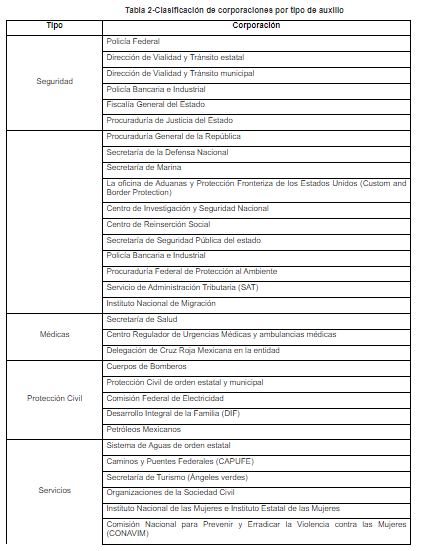 Tabla 2-Clasificación de corporaciones por tipo de auxilio
Tipo
Corporación
Seguridad
Policía Federal
Dirección de Vialidad y Tránsito estatal
Dirección de Vialidad y Tránsito municipal
Policía Bancaria e Industrial
Fiscalía General del Estado
Procuraduría de Justicia del Estado
Procuraduría General de la República
Secretaría de la Defensa Nacional
Secretaría de Marina
La oficina de Aduanas y Protección Fronteriza de los Estados Unidos (Custom and
Border Protection)
Centro de Investigación y Seguridad Nacional
Centro de Reinserción Social
Secretaría de Seguridad Pública del estado
Policía Bancaria e Industrial
Procuraduría Federal de Protección al Ambiente
Servicio de Administración Tributaria (SAT)
Instituto Nacional de Migración
Médicas
Secretaría de Salud
Centro Regulador de Urgencias Médicas y ambulancias médicas
Delegación de Cruz Roja Mexicana en la entidad
Protección Civil
Cuerpos de Bomberos
Protección Civil de orden estatal y municipal
Comisión Federal de Electricidad
Desarrollo Integral de la Familia (DIF)
Petróleos Mexicanos
Servicios
Sistema de Aguas de orden estatal
Caminos y Puentes Federales (CAPUFE)
Secretaría de Turismo (Ángeles verdes)
Organizaciones de la Sociedad Civil
Instituto Nacional de las Mujeres e Instituto Estatal de las Mujeres
Comisión Nacional para Prevenir y Erradicar la Violencia contra las Mujeres
(CONAVIM)